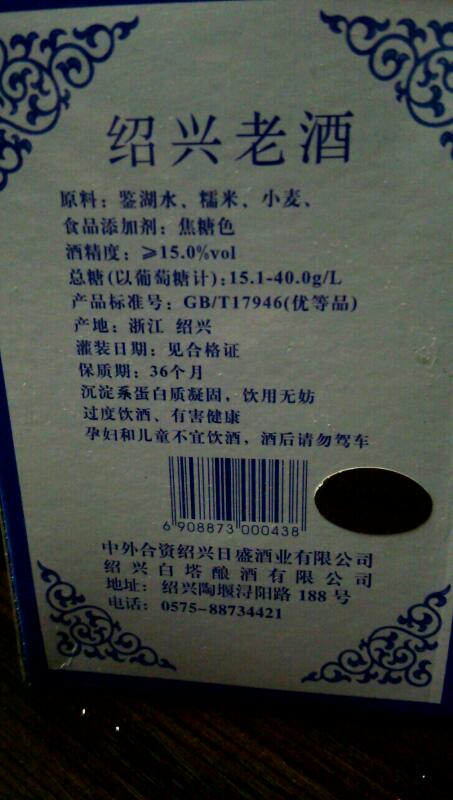 绍兴老酒
原料：鉴湖水、糯米、小麦、
食品添加剂：焦糖色
酒精度：≥15.0%vol
总糖(以葡萄糖计)：15.1-40.0g/L
产品标准号：GB/T17946(优等品)
产地：浙江 绍兴
灌装日期：见合格证
保质期：36个月
沉淀系蛋白质凝固，饮用无妨
过度饮酒、有害健康
孕妇和儿童不宜饮酒，酒后请勿驾车
6 908873 000438
中外合资绍兴日盛酒业有限公司
绍兴白塔酿酒有限公司
地址：绍兴陶堰浔阳路188号
电话：0575-88734421